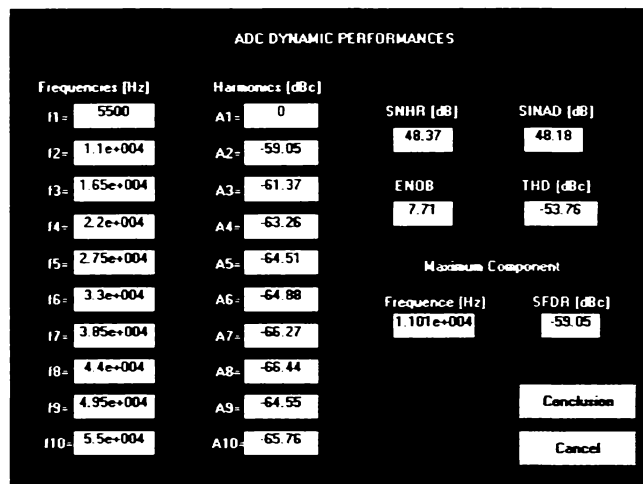 ADC DYNAMIC PERFORMANCES
Frequencies [Hz] Harmonics [dBc]
f1= 5500 A1= 0
f2= 1.1e+004 A2= -59.05
f3= 1.65e+004 A3= -61.37
f4= 2.2e+004 A4= -63.26
f5= 2.75e+004 A5= -64.51
f6= 3.3e+004 A6= -64.88
f7= 3.85e+004 A7= -66.27
f8= 4.4e+004 A8= -66.44
f9= 4.95e+004 A9= -64.55
f10= 5.5e+004 A10= -65.76
SNHR [dB] SINAD [dB]
48.37 48.18
ENOB THD [dBc]
7.71 -53.76
Maximum Component
Frequence [Hz] SFDR [dBc]
1.101e+004 -59.05
Conclusion
Cancel